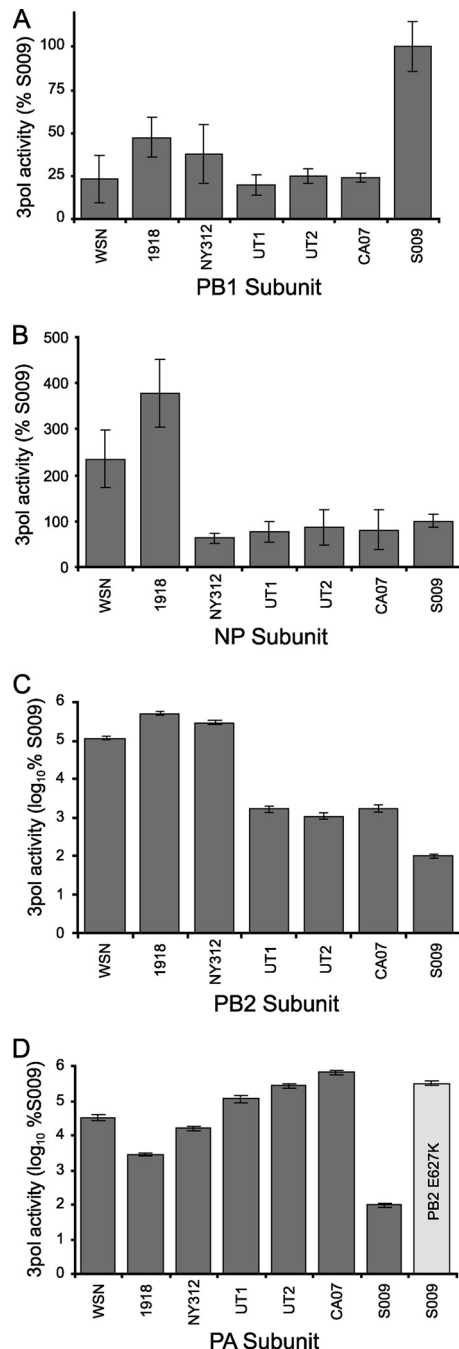 A
3pol activity (% S009)
100
75
50
25
0
WSN
1918
NY312
UT1
UT2
CA07
S009
PB1 Subunit
B
3pol activity (% S009)
500
400
300
200
100
0
WSN
1918
NY312
UT1
UT2
CA07
S009
NP Subunit
C
3pol activity (log10% S009)
6
5
4
3
2
1
0
WSN
1918
NY312
UT1
UT2
CA07
S009
PB2 Subunit
D
3pol activity (log10 %S009)
6
5
4
3
2
1
0
PB2 E627K
WSN
1918
NY312
UT1
UT2
CA07
S009
S009
PA Subunit